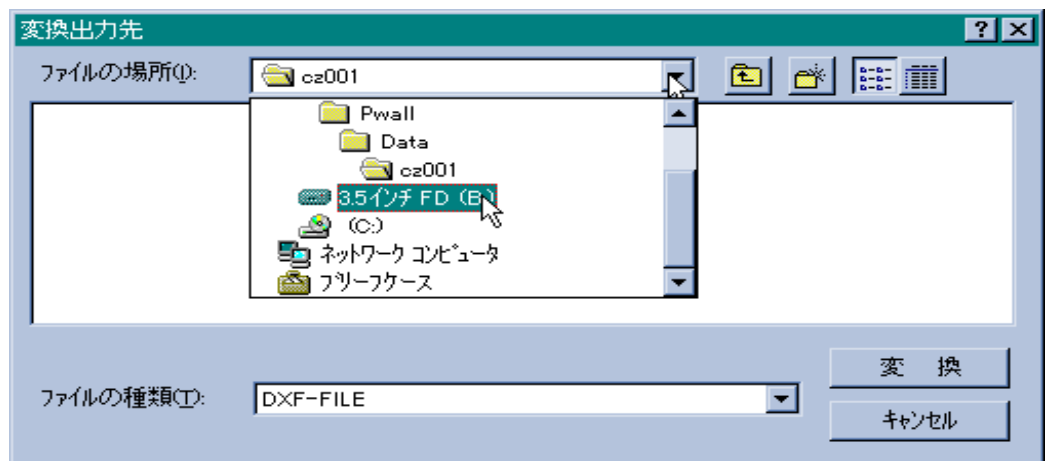 変換出力先
ファイルの場所(I):
cz001
Pwall
Data
cz001
3.5インチ FD (B:)
(C:)
ネットワーク コンピュータ
ブリーフケース
ファイルの種類(T):
DXF-FILE
変 換
キャンセル